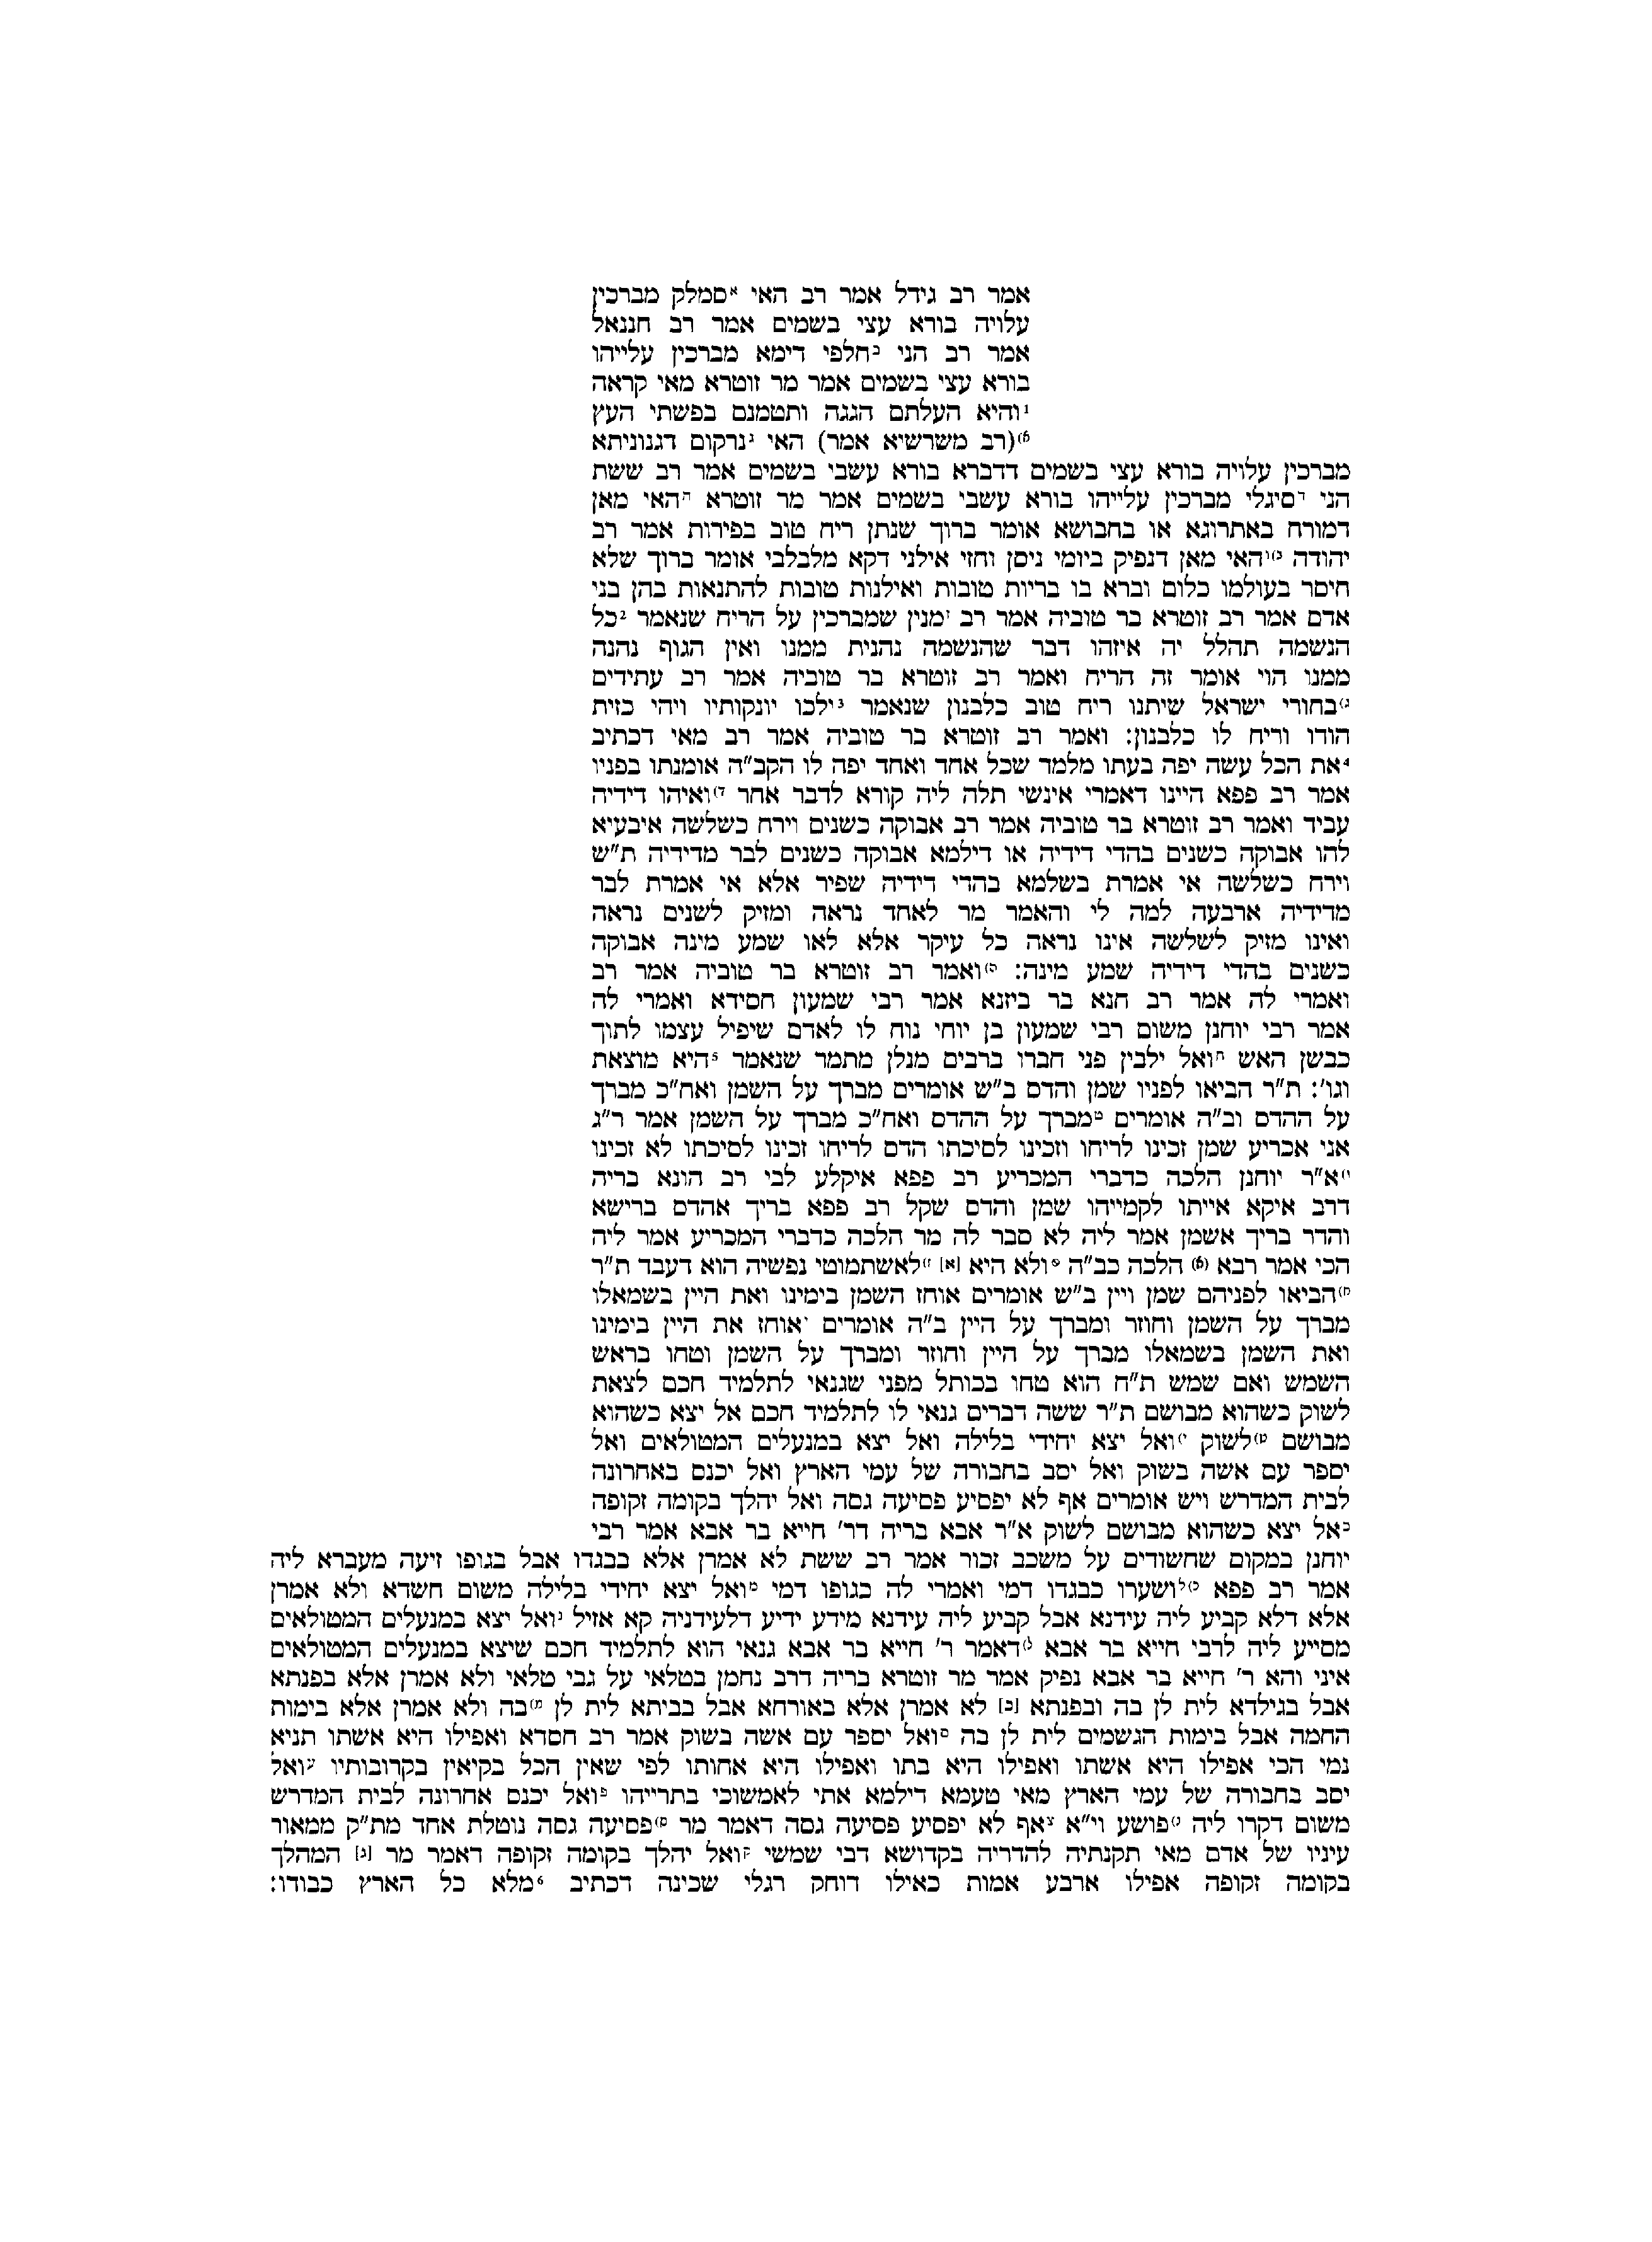 אמר רב גידל אמר רב האי אסמלק מברכין
עלויה בורא עצי בשמים אמר רב חננאל
אמר רב הני בחלפי דימא מברכין עלייהו
בורא עצי בשמים אמר מר זוטרא מאי קראה
1והיא העלתם הגגה ותטמנם בפשתי העץ
6)(רב משרשיא אמר) האי גנרקום דגנוניתא
מברכין עלויה בורא עצי בשמים דדברא בורא עשבי בשמים אמר רב ששת
הני דסיגלי מברכין עלייהו בורא עשבי בשמים אמר מר זוטרא ההאי מאן
דמורח באתרוגא או בחבושא אומר ברוך שנתן ריח טוב בפירות אמר רב
יהודה ב)והאי מאן דנפיק ביומי ניסן וחזי אילני דקא מלבלבי אומר ברוך שלא
חיסר בעולמו כלום וברא בו בריות טובות ואילנות טובות להתנאות בהן בני
אדם אמר רב זוטרא בר טוביה אמר רב זמנין שמברכין על הריח שנאמר 2כל
הנשמה תהלל יה איזהו דבר שהנשמה נהנית ממנו ואין הגוף נהנה
ממנו הוי אומר זה הריח ואמר רב זוטרא בר טוביה אמר רב עתידים
ג)בחורי ישראל שיתנו ריח טוב כלבנון שנאמר 3ילכו יונקותיו ויהי כזית
הודו וריח לו כלבנון: ואמר רב זוטרא בר טוביה אמר רב מאי דכתיב
4את הכל עשה יפה בעתו מלמד שכל אחד ואחד יפה לו הקב"ה אומנתו בפניו
אמר רב פפא היינו דאמרי אינשי תלה ליה קורא לדבר אחר ד)ואיהו דידיה
עביד ואמר רב זוטרא בר טוביה אמר רב אבוקה כשנים וירח כשלשה איבעיא
להו אבוקה כשנים בהדי דידיה או דילמא אבוקה כשנים לבר מדידיה ת"ש
וירח כשלשה אי אמרת בשלמא בהדי דידיה שפיר אלא אי אמרת לבר
מדידיה ארבעה למה לי והאמר מר לאחד נראה ומזיק לשנים נראה
ואינו מזיק לשלשה אינו נראה כל עיקר אלא לאו שמע מינה אבוקה
כשנים בהדי דידיה שמע מינה: ה)ואמר רב זוטרא בר טוביה אמר רב
ואמרי לה אמר רב חנא בר ביזנא אמר רבי שמעון חסידא ואמרי לה
אמר רבי יוחנן משום רבי שמעון בן יוחי נוח לו לאדם שיפיל עצמו לתוך
כבשן האש חואל ילבין פני חברו ברבים מנלן מתמר שנאמר 5היא מוצאת
וגו': ת"ר הביאו לפניו שמן והדס ב"ש אומרים מברך על השמן ואח"כ מברך
על ההדס וב"ה אומרים טמברך על ההדס ואח"כ מברך על השמן אמר ר"ג
אני אכריע שמן זכינו לריחו וזכינו לסיכתו הדס לריחו זכינו לסיכתו לא זכינו
ו)א"ר יוחנן הלכה כדברי המכריע רב פפא איקלע לבי רב הונא בריה
דרב איקא אייתו לקמייהו שמן והדס שקל רב פפא בריך אהדס ברישא
והדר בריך אשמן אמר ליה לא סבר לה מר הלכה כדברי המכריע אמר ליה
הכי אמר רבא (6) הלכה כב"ה סולא היא [א] ז)לאשתמוטי נפשיה הוא דעבד ת"ר
ח)הביאו לפניהם שמן ויין ב"ש אומרים אוחז השמן בימינו ואת היין בשמאלו
מברך על השמן וחוזר ומברך על היין ב"ה אומרים יאוחז את היין בימינו
ואת השמן בשמאלו מברך על היין וחוזר ומברך על השמן וטחו בראש
השמש ואם שמש ת"ח הוא טחו בכותל מפני שגנאי לתלמיד חכם לצאת
לשוק כשהוא מבושם ת"ר ששה דברים גנאי לו לתלמיד חכם אל יצא כשהוא
מבושם ט)לשוק י)ואל יצא יחידי בלילה ואל יצא במנעלים המטולאים ואל
יספר עם אשה בשוק ואל יסב בחבורה של עמי הארץ ואל יכנס באחרונה
לבית המדרש ויש אומרים אף לא יפסיע פסיעה גסה ואל יהלך בקומה זקופה
כאל יצא כשהוא מבושם לשוק א"ר אבא בריה דר' חייא בר אבא אמר רבי
יוחנן במקום שחשודים על משכב זכור אמר רב ששת לא אמרן אלא בבגדו אבל בגופו זיעה מעברא ליה
אמר רב פפא כ)לושערו כבגדו דמי ואמרי לה כגופו דמי מואל יצא יחידי בלילה משום חשדא ולא אמרן
אלא דלא קביע ליה עידנא אבל קביע ליה עידנא מידע ידיע דלעידניה קא אזיל נואל יצא במנעלים המטולאים
מסייע ליה לרבי חייא בר אבא ל)דאמר ר' חייא בר אבא גנאי הוא לתלמיד חכם שיצא במנעלים המטולאים
איני והא ר' חייא בר אבא נפיק אמר מר זוטרא בריה דרב נחמן בטלאי על גבי טלאי ולא אמרן אלא בפנתא
אבל בגילדא לית לן בה ובפנתא [ב] לא אמרן אלא באורחא אבל בביתא לית לן מ)בה ולא אמרן אלא בימות
החמה אבל בימות הגשמים לית לן בה סואל יספר עם אשה בשוק אמר רב חסדא ואפילו היא אשתו תניא
נמי הכי אפילו היא אשתו ואפילו היא בתו ואפילו היא אחותו לפי שאין הכל בקיאין בקרובותיו עואל
יסב בחבורה של עמי הארץ מאי טעמא דילמא אתי לאמשוכי בתרייהו פואל יכנס אחרונה לבית המדרש
משום דקרו ליה נ)פושע וי"א צאף לא יפסיע פסיעה גסה דאמר מר ס)פסיעה גסה נוטלת אחד מת"ק ממאור
עיניו של אדם מאי תקנתיה להדריה בקדושא דבי שמשי קואל יהלך בקומה זקופה דאמר מר [ג] המהלך
בקומה זקופה אפילו ארבע אמות כאילו דוחק רגלי שכינה דכתיב 6מלא כל הארץ כבודו: